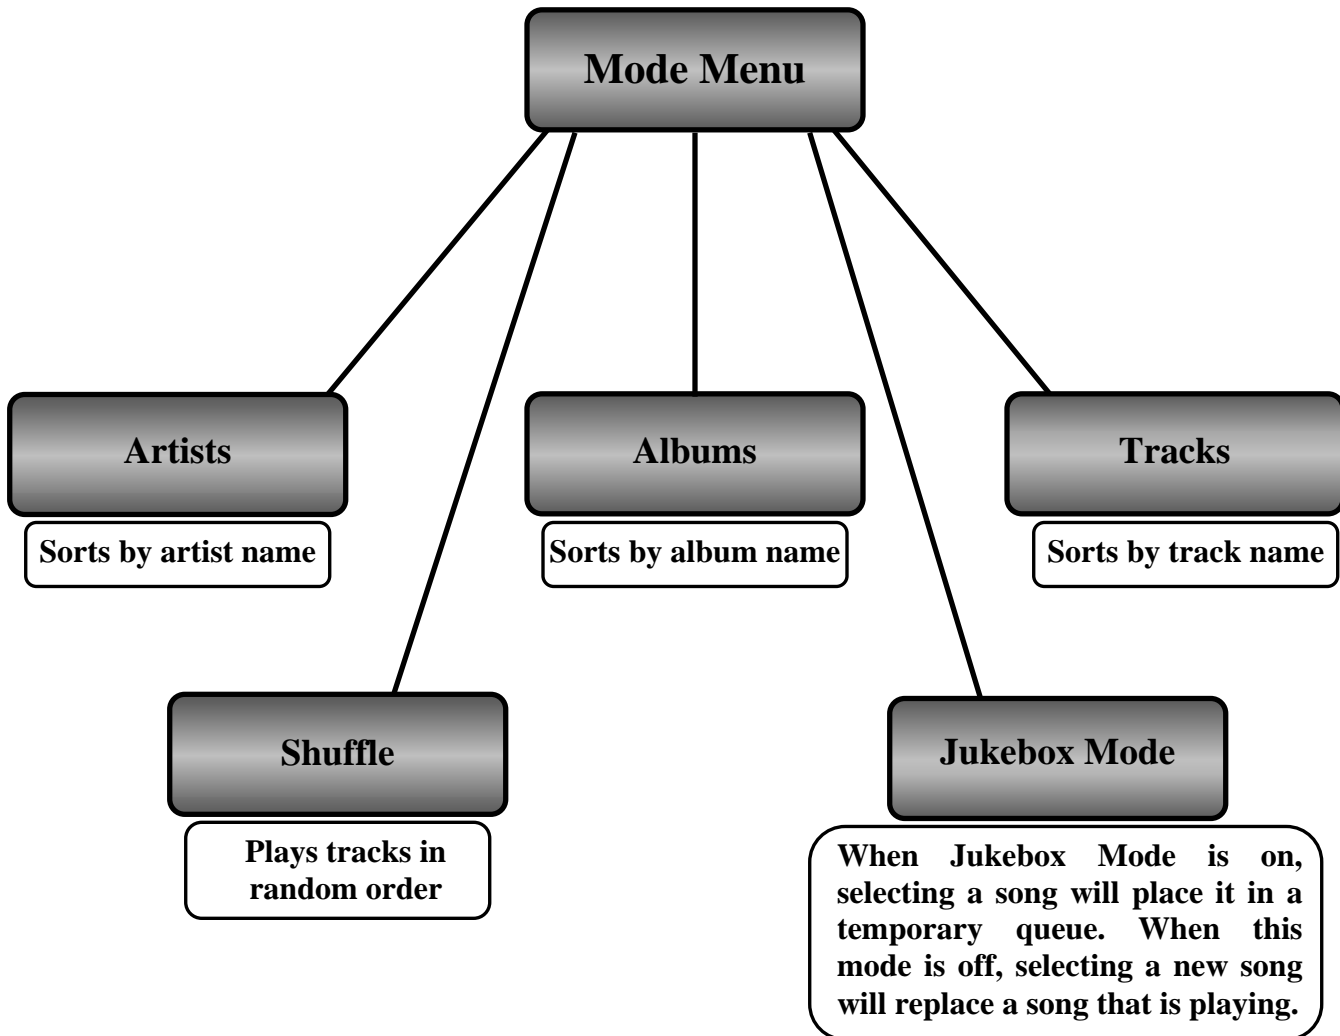 Mode Menu
Artists
Albums
Tracks
Sorts by artist name
Sorts by album name
Sorts by track name
Shuffle
Jukebox Mode
Plays tracks in
random order
When Jukebox Mode is on,
selecting a song will place it in a
temporary queue. When this
mode is off, selecting a new song
will replace a song that is playing.